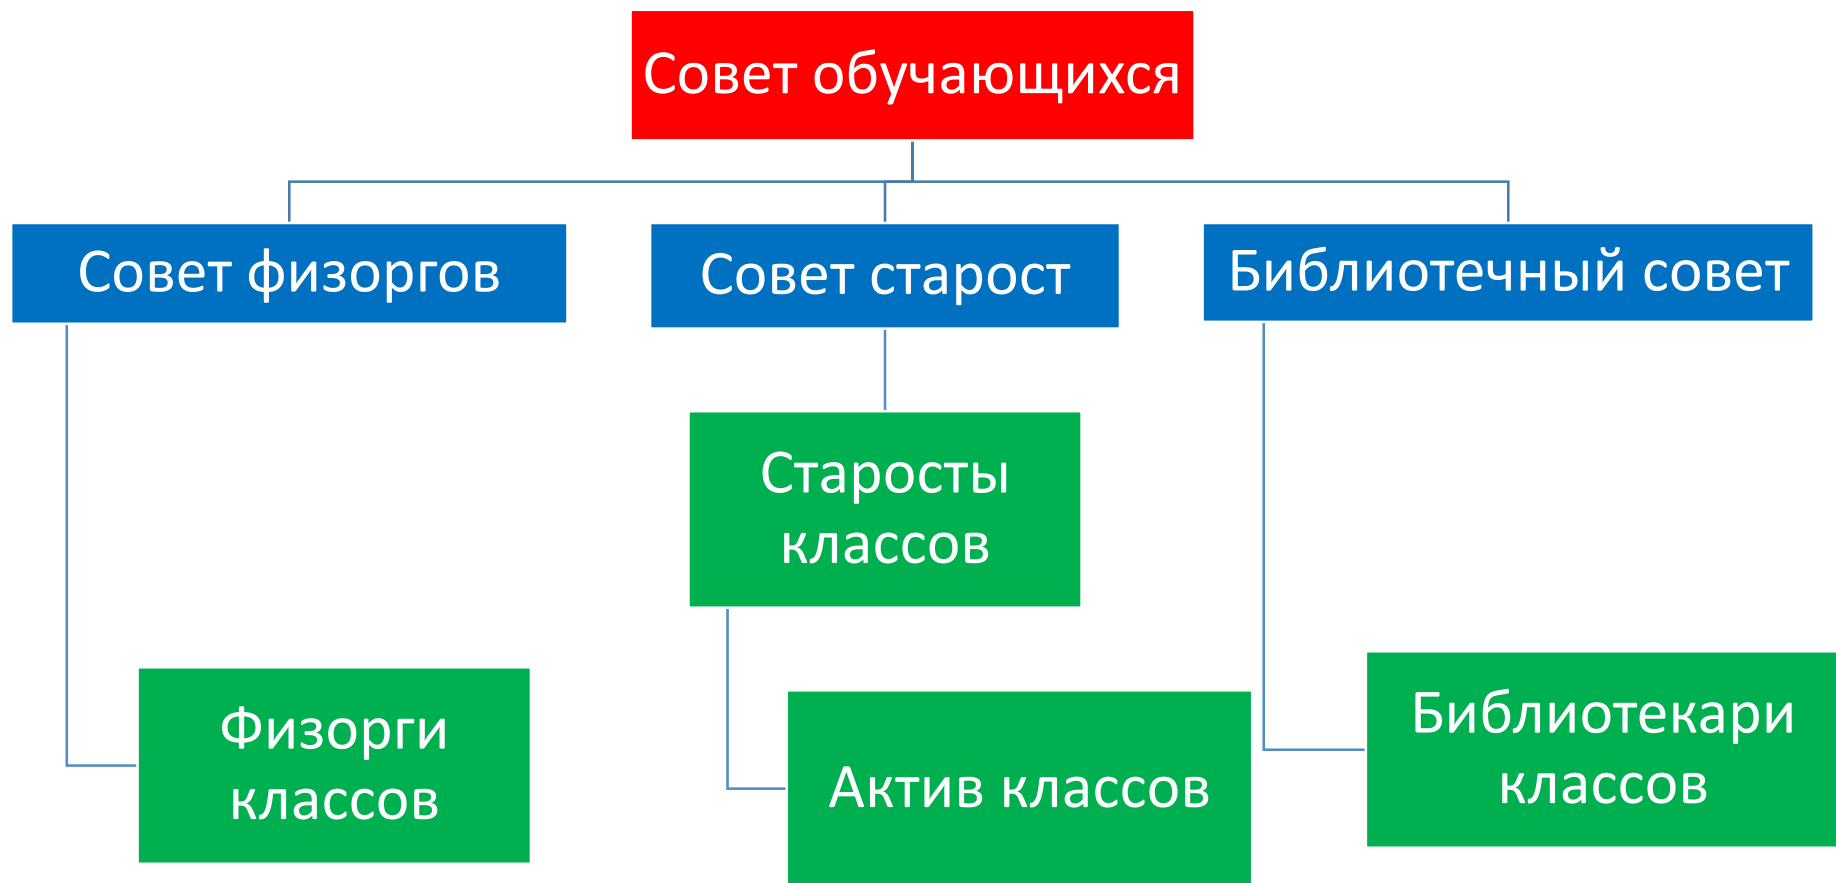 Совет обучающихся
Совет физоргов
Совет старост
Библиотечный совет
Старосты
классов
Физорги
классов
Актив классов
Библиотекари
классов